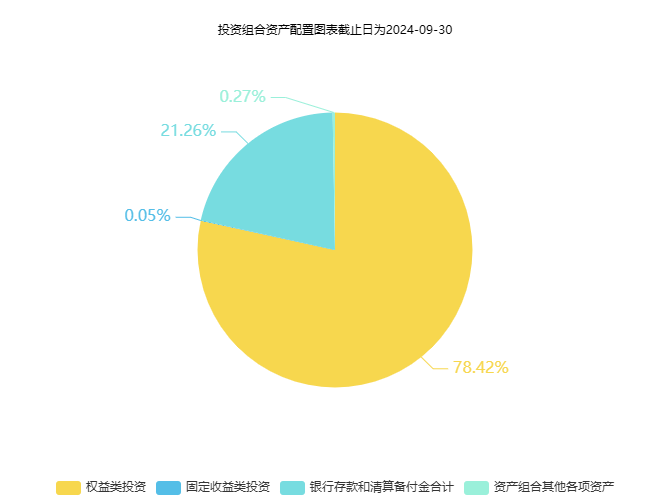 投资组合资产配置图表截止日为2024-09-30
0.27%
21.26%
0.05%
78.42%
权益类投资
固定收益类投资
银行存款和清算备付金合计
资产组合其他各项资产